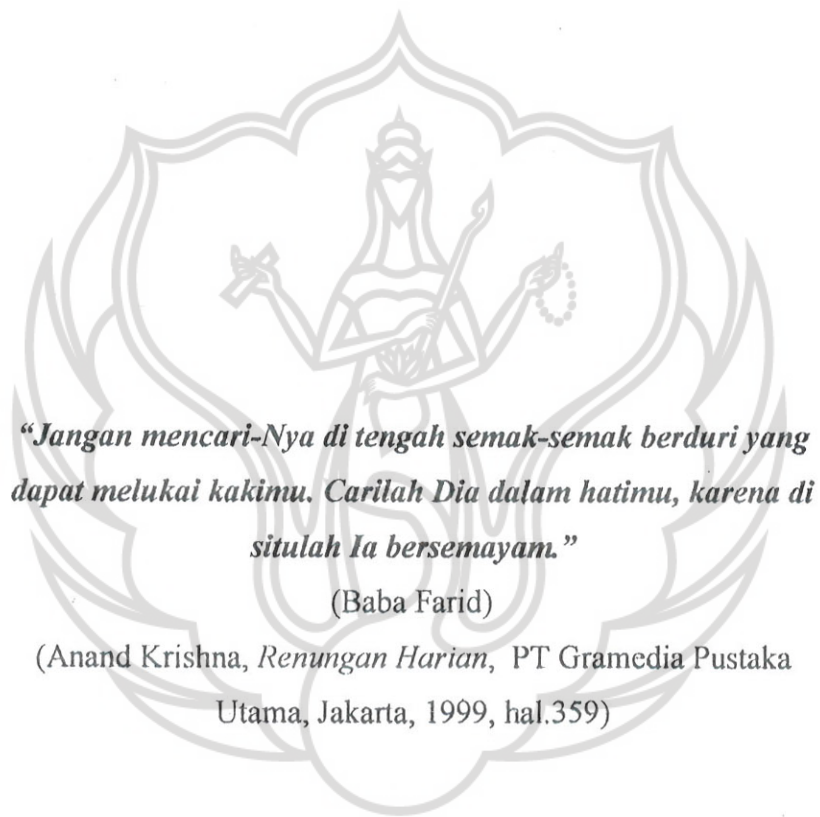 “Jangan mencari-Nya di tengah semak-semak berduri yang
dapat melukai kakimu. Carilah Dia dalam hatimu, karena di
situlah Ia bersemayam.”
(Baba Farid)
(Anand Krishna, Renungan Harian, PT Gramedia Pustaka
Utama, Jakarta, 1999, hal.359)